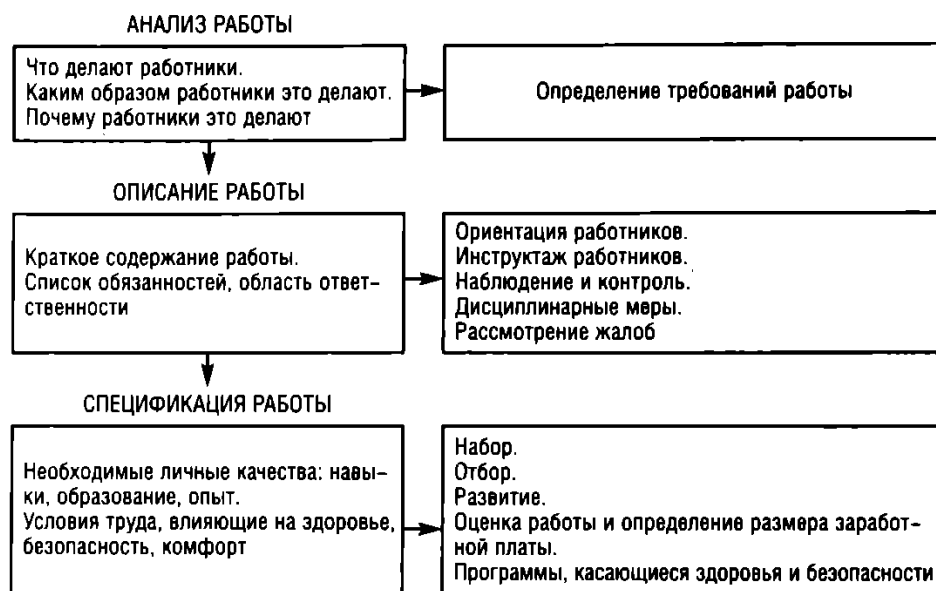 АНАЛИЗ РАБОТЫ
Что делают работники.
Каким образом работники это делают.
Почему работники это делают
Определение требований работы
ОПИСАНИЕ РАБОТЫ
Краткое содержание работы.
Список обязанностей, область ответ-
ственности
Ориентация работников.
Инструктаж работников.
Наблюдение и контроль.
Дисциплинарные меры.
Рассмотрение жалоб
СПЕЦИФИКАЦИЯ РАБОТЫ
Необходимые личные качества: навы-
ки, образование, опыт.
Условия труда, влияющие на здоровье,
безопасность, комфорт
Набор.
Отбор.
Развитие.
Оценка работы и определение размера заработ-
ной платы.
Программы, касающиеся здоровья и безопасности